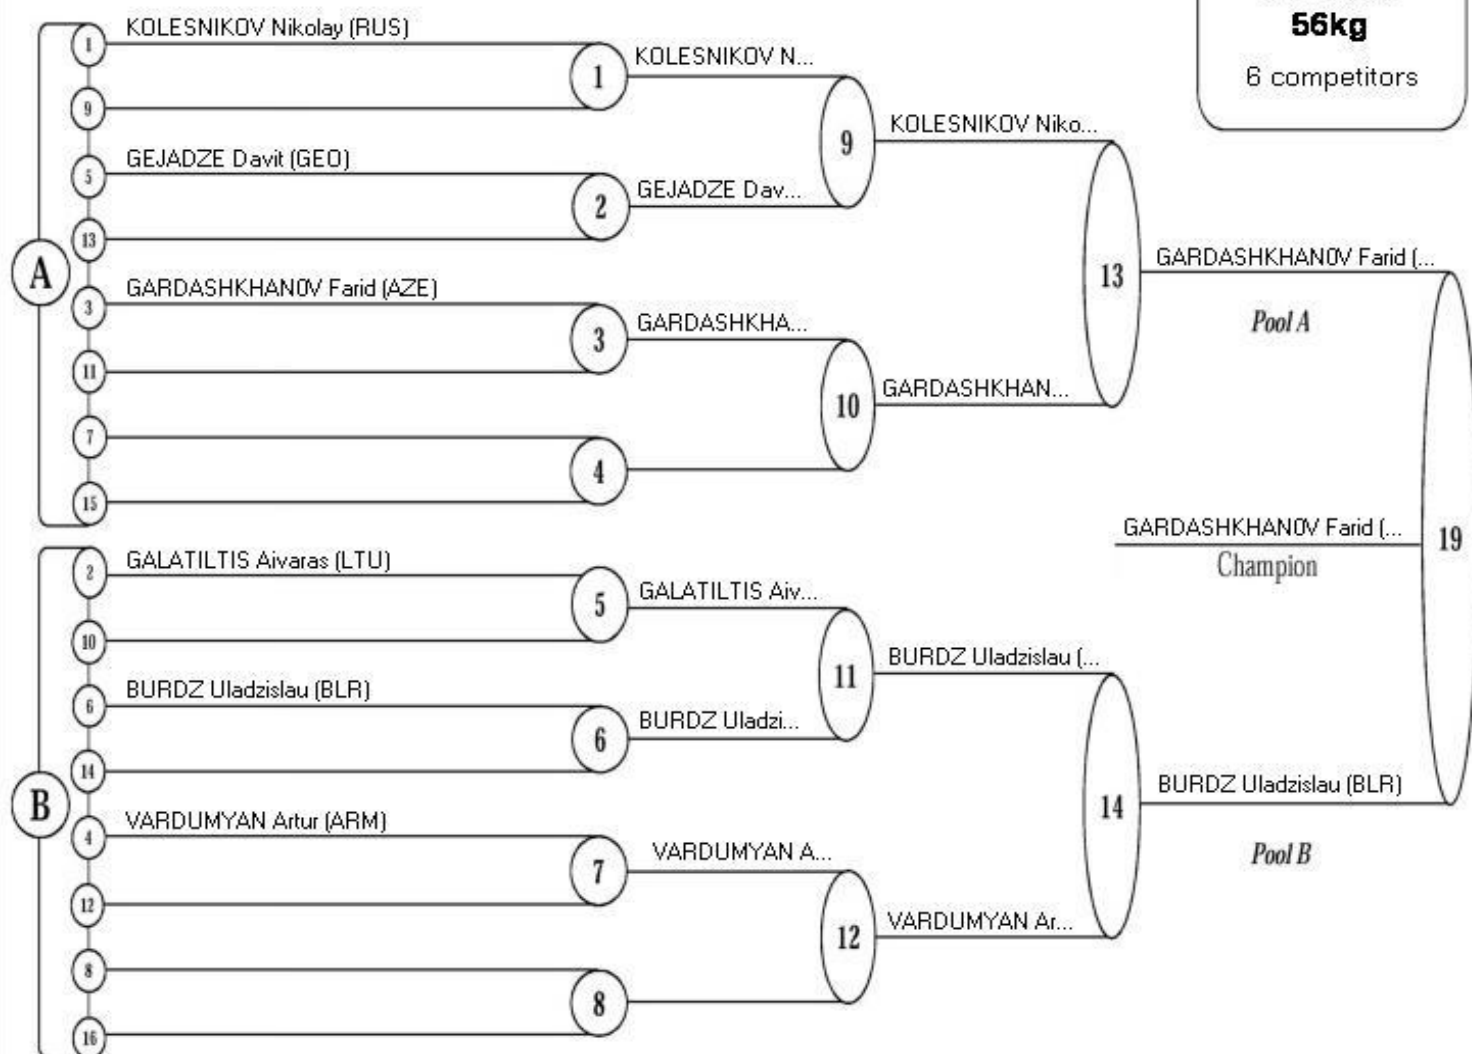 56kg
6 competitors
A
1
KOLESNIKOV Nikolay (RUS)
9
1
KOLESNIKOV N...
5
GEJADZE Davit (GEO)
13
2
GEJADZE Dav...
9
KOLESNIKOV Niko...
3
GARDASHKHANOV Farid (AZE)
11
3
GARDASHKHA...
7
15
4
10
GARDASHKHAN...
13
GARDASHKHANOV Farid (...
Pool A
GARDASHKHANOV Farid (...
Champion
19
B
2
GALATILTIS Aivaras (LTU)
10
5
GALATILTIS Aiv...
6
BURDZ Uladzislau (BLR)
14
6
BURDZ Uladzi...
11
BURDZ Uladzislau (...
4
VARDUMYAN Artur (ARM)
12
7
VARDUMYAN A...
8
16
8
12
VARDUMYAN Ar...
14
BURDZ Uladzislau (BLR)
Pool B